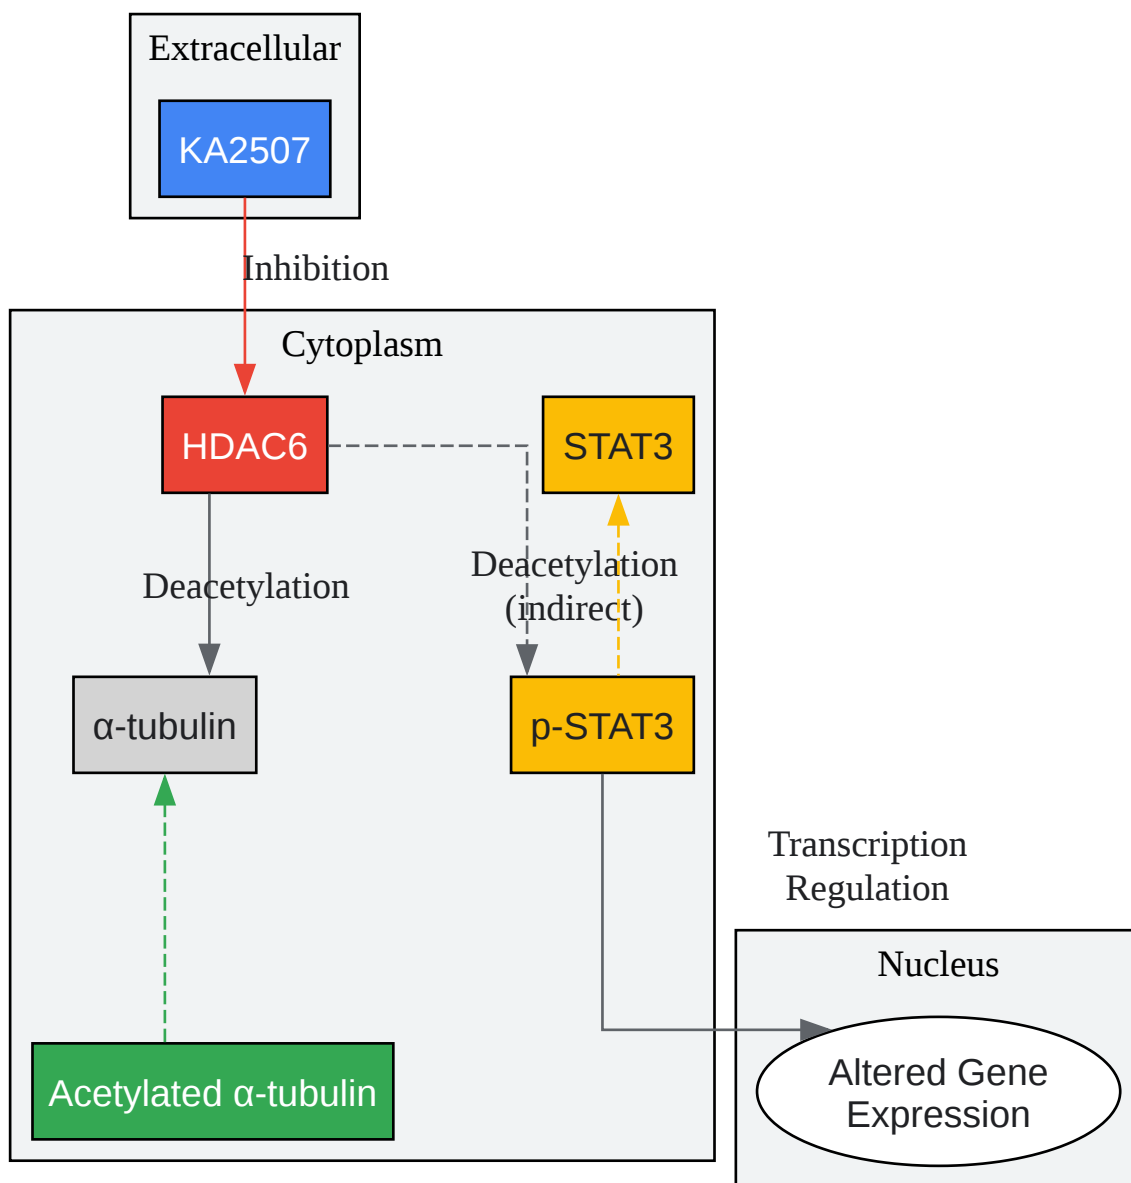 Extracellular
KA2507
Inhibition
Cytoplasm
HDAC6
STAT3
Deacetylation
Deacetylation
(indirect)
α-tubulin
p-STAT3
Transcription
Regulation
Nucleus
Acetylated α-tubulin
Altered Gene
Expression